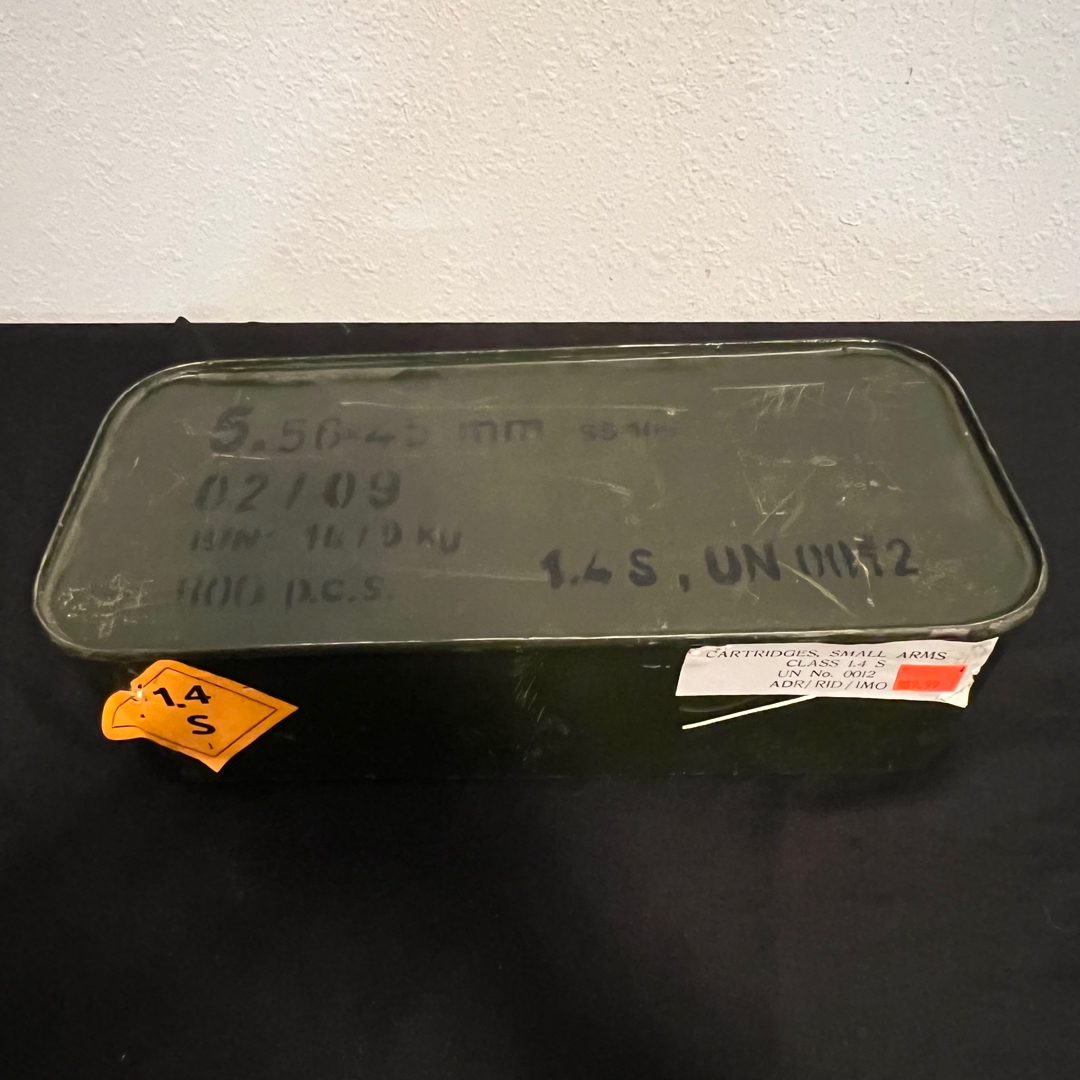 5.56×45 mm
02/09
KU
p.c.s.
1.4 S , UN 0012
1.4
S
CARTRIDGES, SMALL ARMS
CLASS 1.4 S
UN No. 0012
ADR/RID/IMO